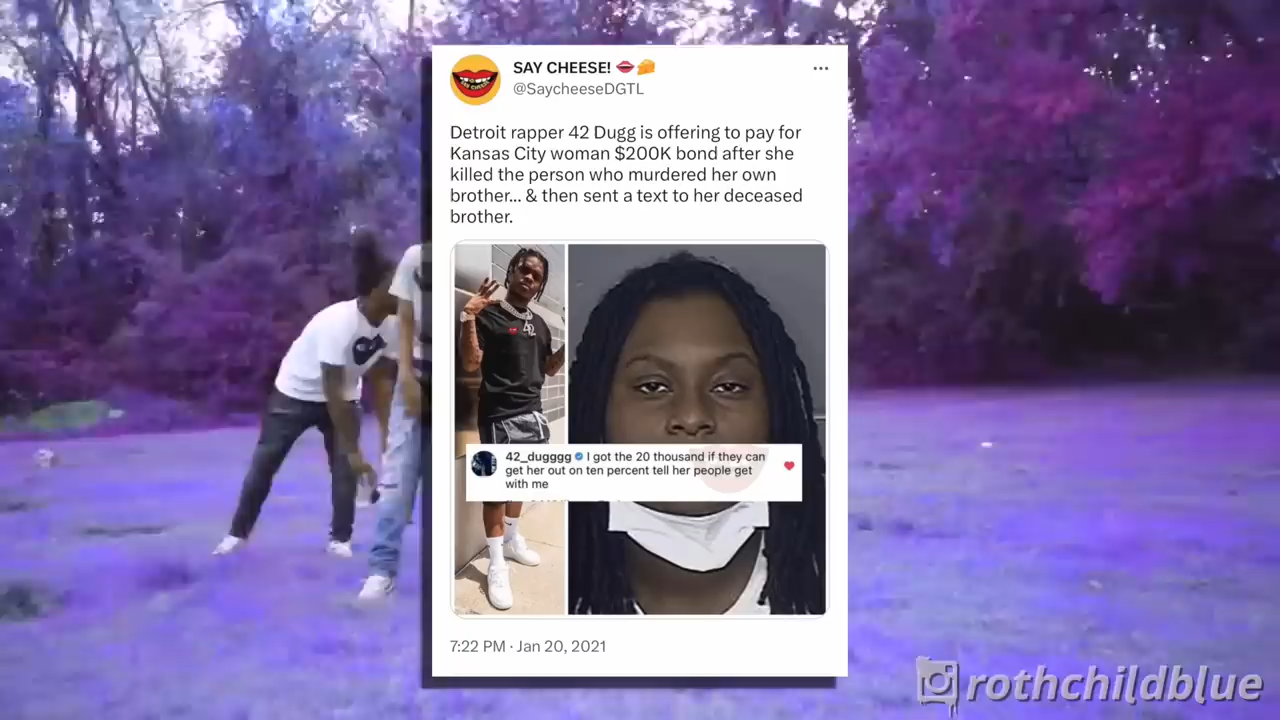 SAY CHEESE!
@SaycheeseDGTL
Detroit rapper 42 Dugg is offering to pay for
Kansas City woman $200K bond after she
killed the person who murdered her own
brother... & then sent a text to her deceased
brother.
42_dugggg I got the 20 thousand if they can
get her out on ten percent tell her people get
with me
7:22 PM · Jan 20, 2021
rothchildblue